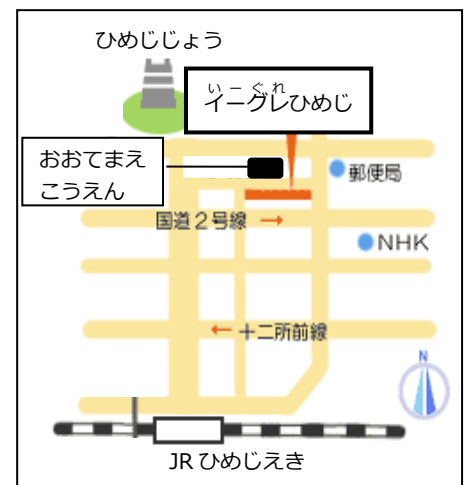 ひめじじょう
いーぐれ
イーグレひめじ
おおてまえ
こうえん
郵便局
国道２号線 →
NHK
← 十二所前線
N
JR ひめじえき